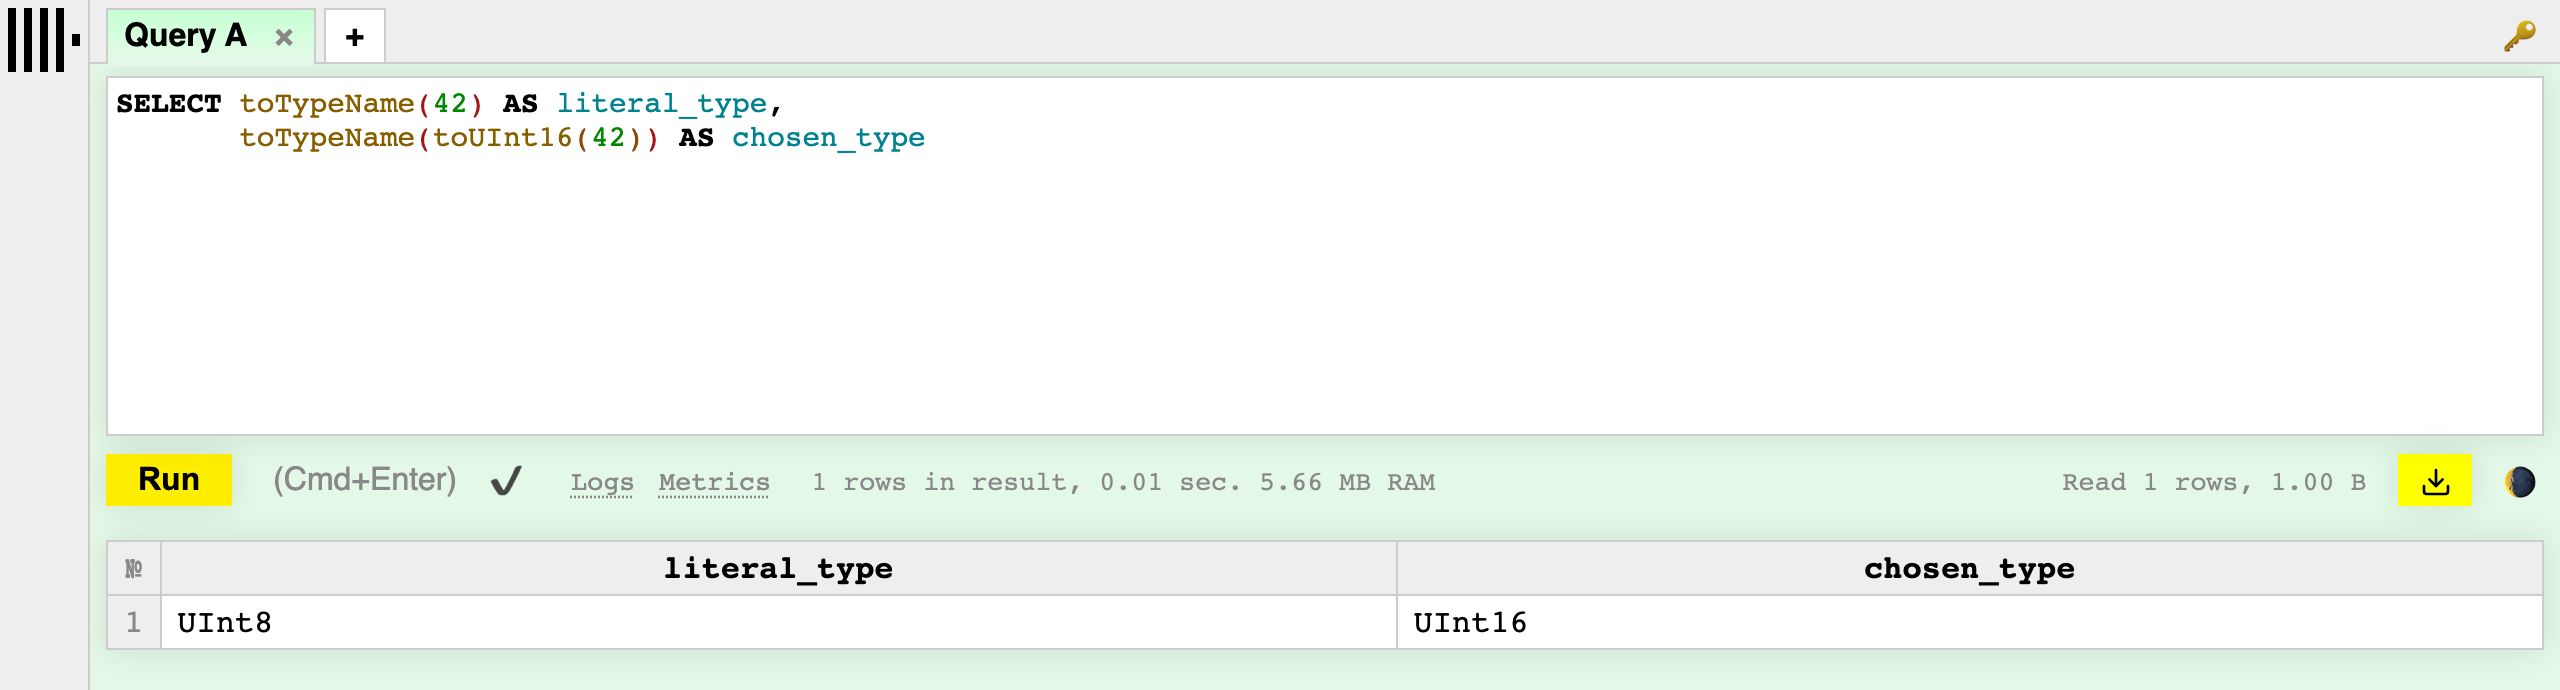 Query A × +
SELECT toTypeName(42) AS literal_type,
       toTypeName(toUInt16(42)) AS chosen_type
Run (Cmd+Enter) ✔ Logs Metrics 1 rows in result, 0.01 sec. 5.66 MB RAM Read 1 rows, 1.00 B
№ literal_type chosen_type
1 UInt8 UInt16